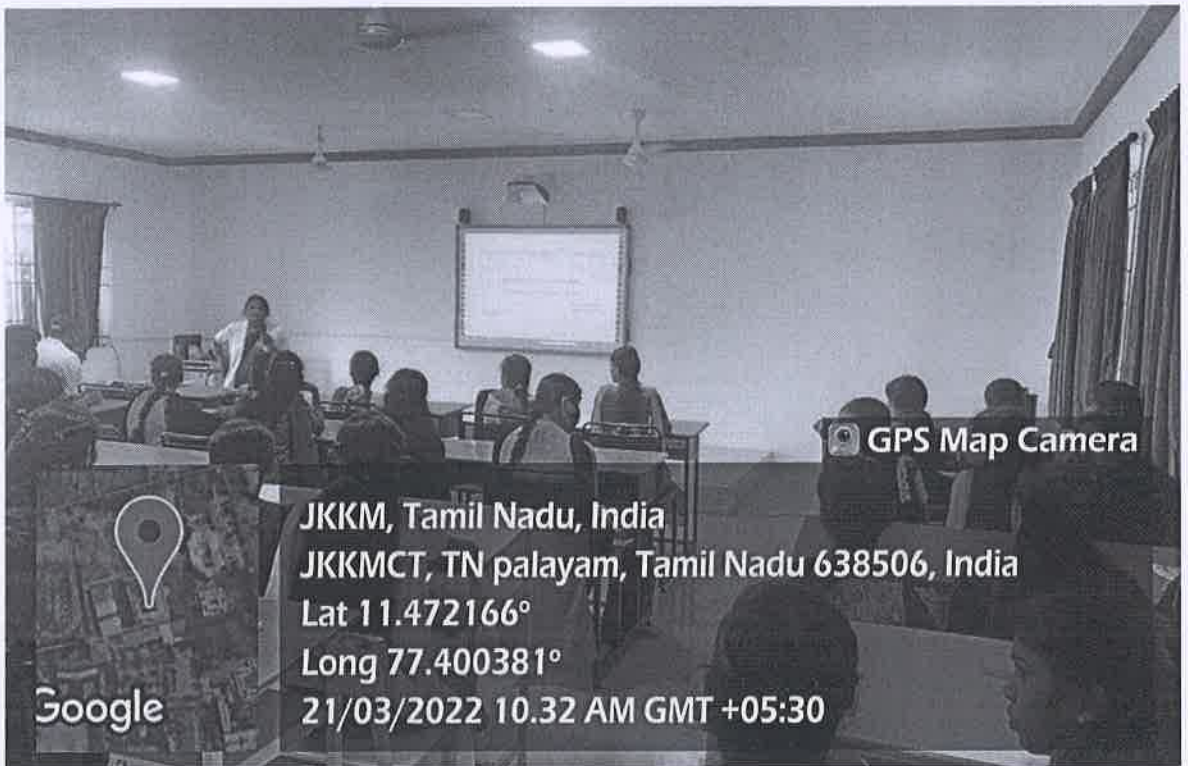 GPS Map Camera
JKKM, Tamil Nadu, India
JKKMCT, TN palayam, Tamil Nadu 638506, India
Lat 11.472166°
Long 77.400381°
Google
21/03/2022 10.32 AM GMT +05:30